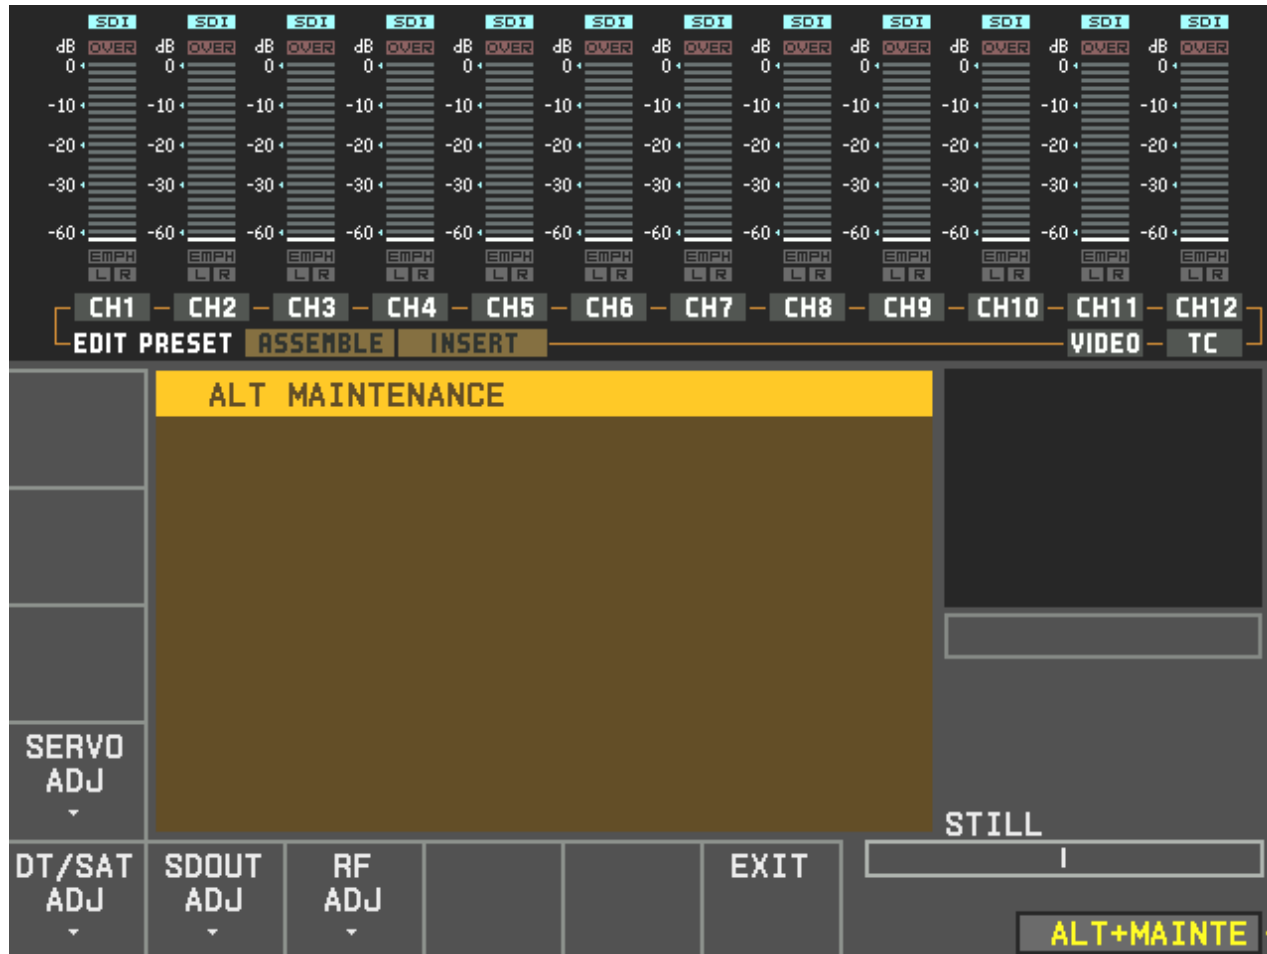 SDI SDI SDI SDI SDI SDI SDI SDI SDI SDI SDI SDI
dB OVER dB OVER dB OVER dB OVER dB OVER dB OVER dB OVER dB OVER dB OVER dB OVER dB OVER dB OVER
0 0 0 0 0 0 0 0 0 0 0 0
-10 -10 -10 -10 -10 -10 -10 -10 -10 -10 -10 -10
-20 -20 -20 -20 -20 -20 -20 -20 -20 -20 -20 -20
-30 -30 -30 -30 -30 -30 -30 -30 -30 -30 -30 -30
-60 -60 -60 -60 -60 -60 -60 -60 -60 -60 -60 -60
EMPH EMPH EMPH EMPH EMPH EMPH EMPH EMPH EMPH EMPH EMPH EMPH
L R L R L R L R L R L R L R L R L R L R L R L R
CH1 CH2 CH3 CH4 CH5 CH6 CH7 CH8 CH9 CH10 CH11 CH12
EDIT PRESET ASSEMBLE INSERT VIDEO TC
ALT MAINTENANCE
SERVO
ADJ
STILL
DT/SAT
ADJ
SDOUT
ADJ
RF
ADJ
EXIT
ALT+MAINTE